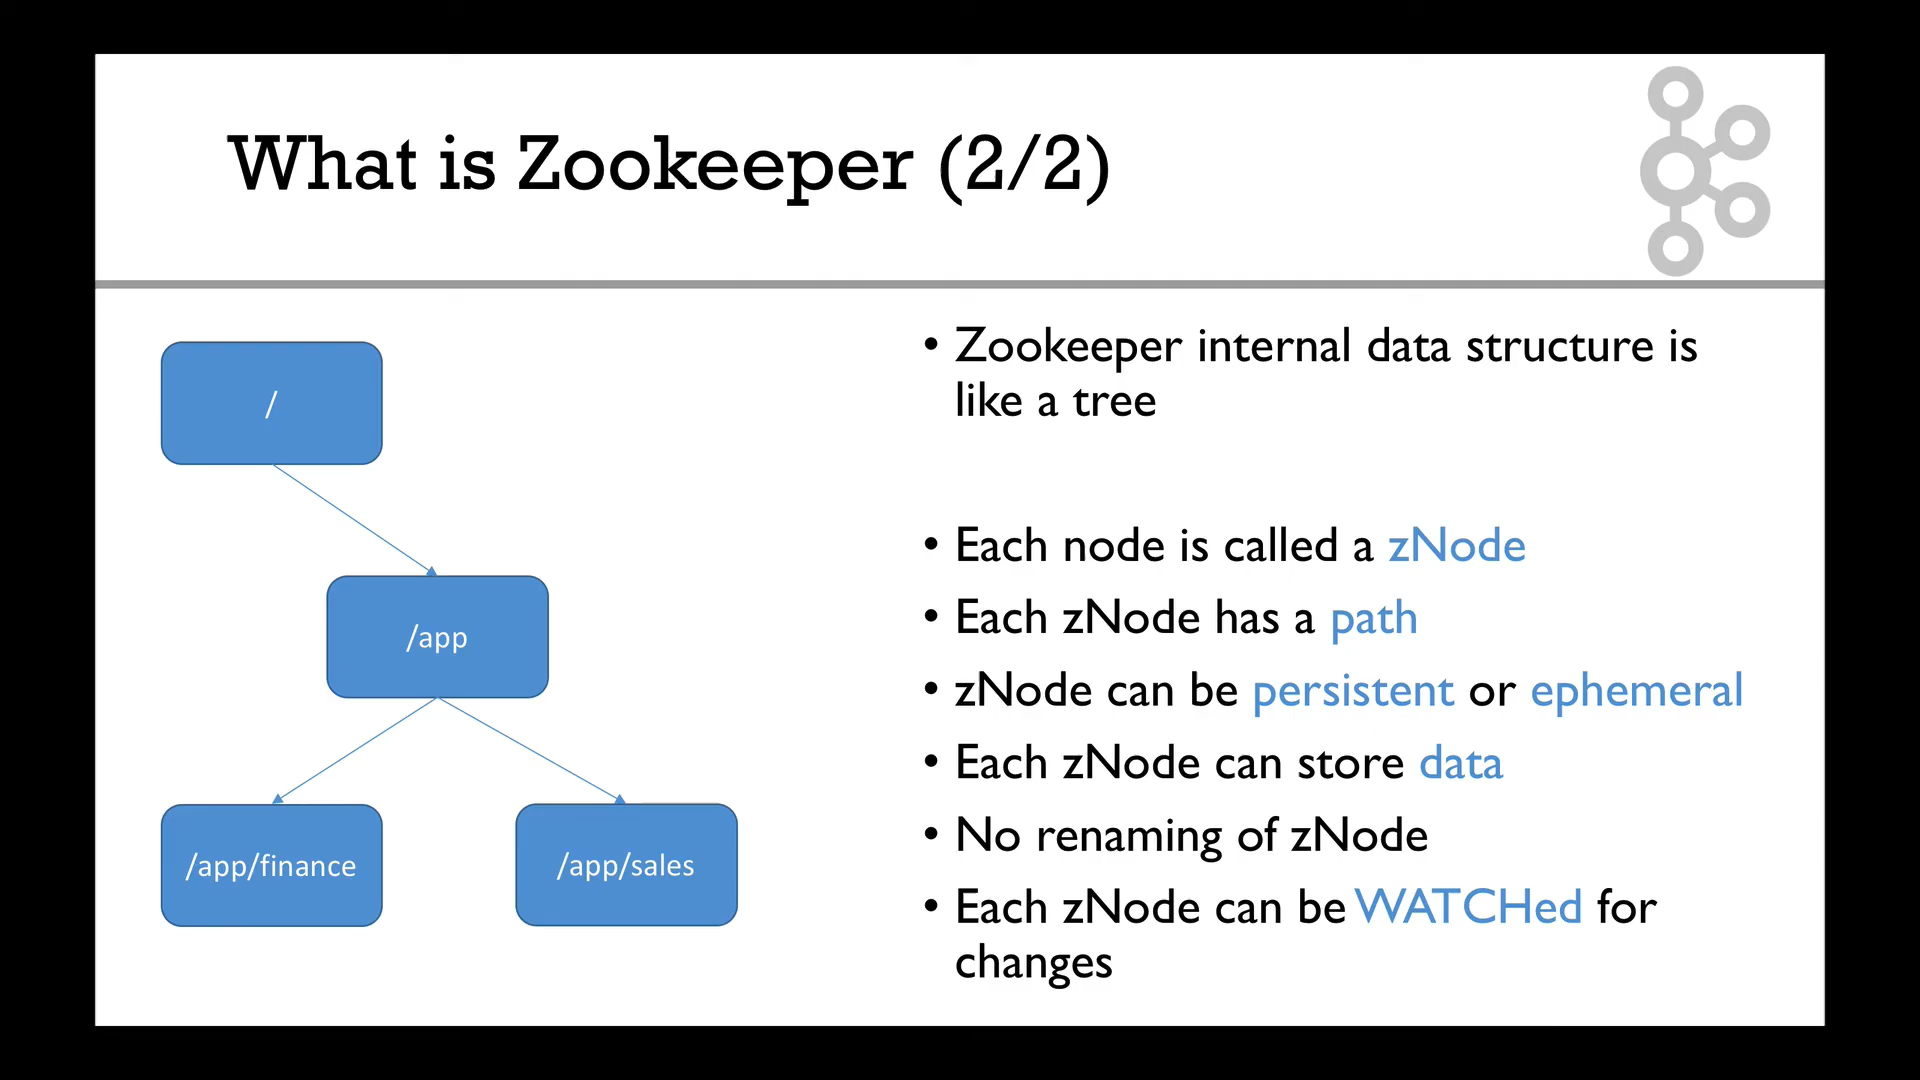 What is Zookeeper (2/2)
/
/app
/app/finance
/app/sales
• Zookeeper internal data structure is
like a tree
• Each node is called a zNode
• Each zNode has a path
• zNode can be persistent or ephemeral
• Each zNode can store data
• No renaming of zNode
• Each zNode can be WATCHed for
changes